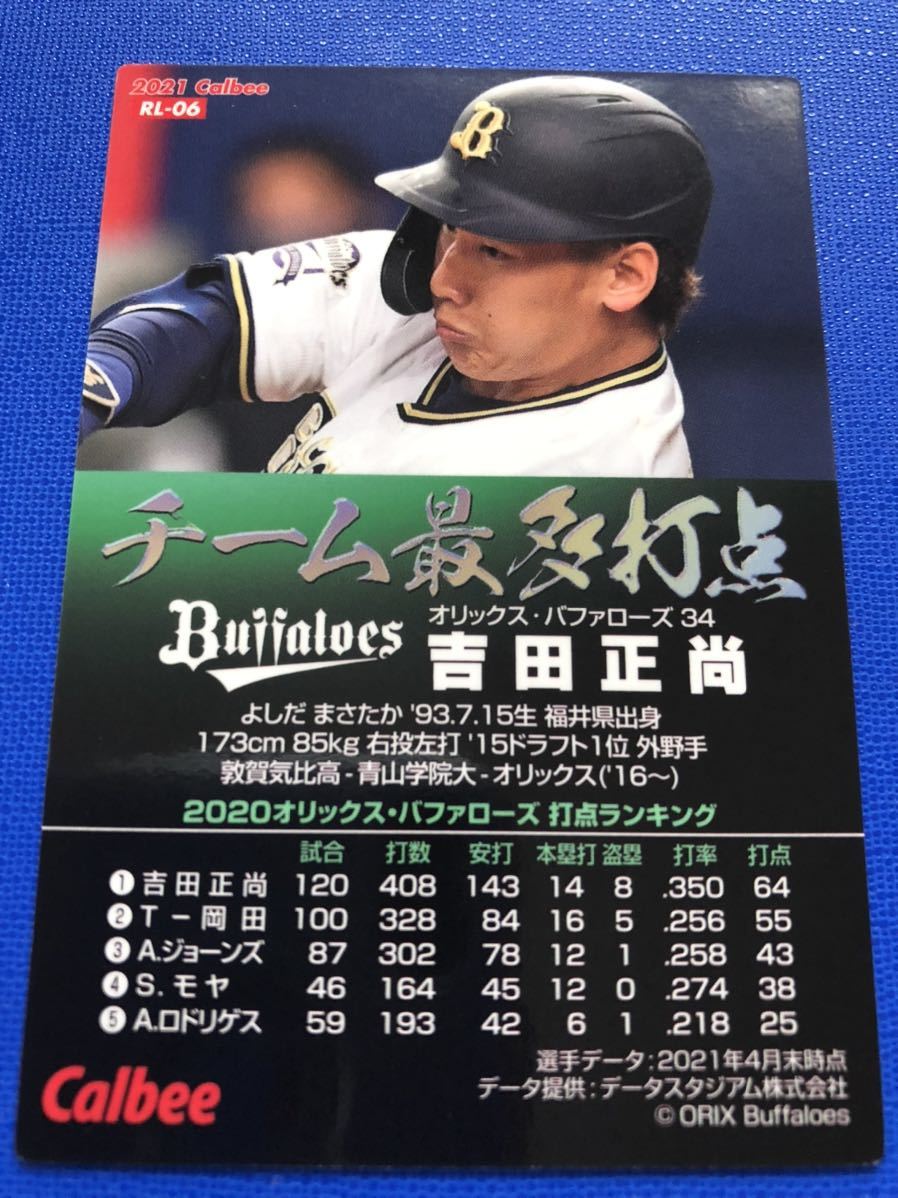 2021 Calbee
RL-06
B
チーム最多打点
Buffaloes
オリックス・バファローズ 34
吉田正尚
よしだ まさたか '93.7.15生 福井県出身
173cm 85kg 右投左打 '15ドラフト1位 外野手
敦賀気比高 - 青山学院大 - オリックス('16〜)
2020オリックス・バファローズ 打点ランキング
試合 打数 安打 本塁打 盗塁 打率 打点
① 吉田正尚 120 408 143 14 8 .350 64
② T－岡田 100 328 84 16 5 .256 55
③ A.ジョーンズ 87 302 78 12 1 .258 43
④ S.モヤ 46 164 45 12 0 .274 38
⑤ A.ロドリゲス 59 193 42 6 1 .218 25
選手データ：2021年4月末時点
データ提供：データスタジアム株式会社
© ORIX Buffaloes
Calbee